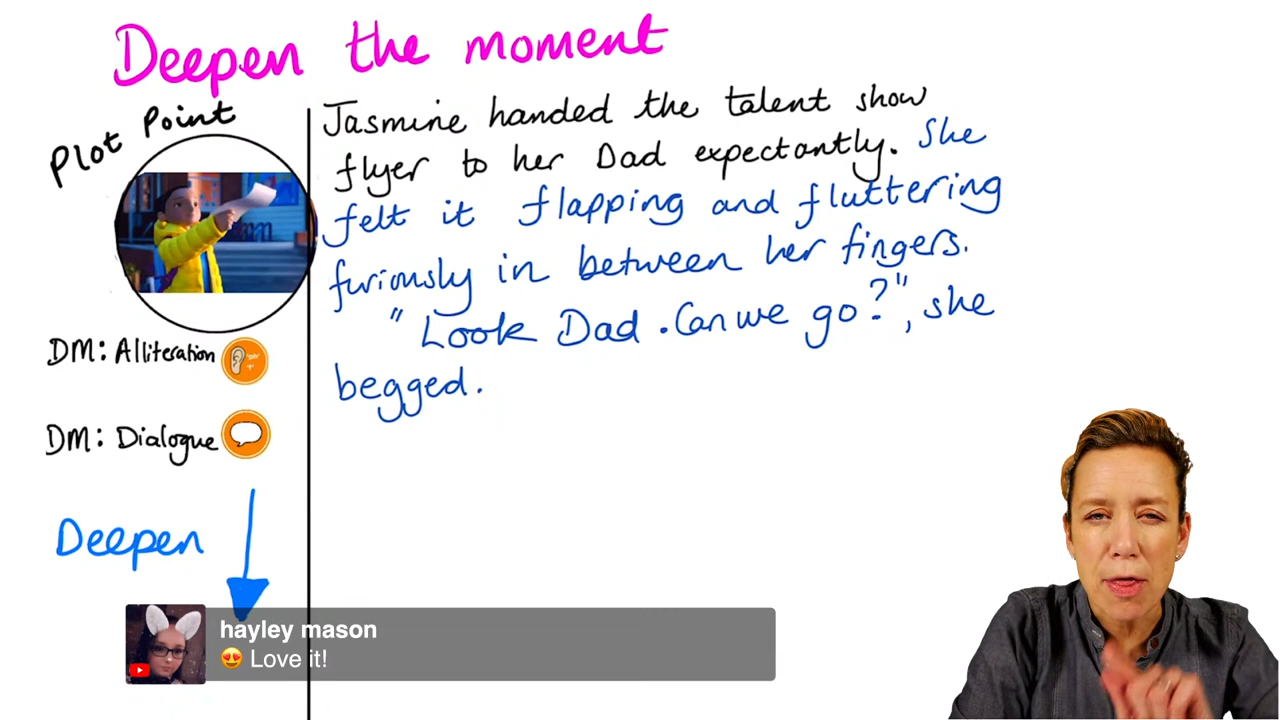 Deepen the moment
Plot Point
Jasmine handed the talent show
flyer to her Dad expectantly. She
felt it flapping and fluttering
furiously in between her fingers.
"Look Dad. Can we go?", she
begged.
DM: Alliteration
DM: Dialogue
Deepen
hayley mason
😍 Love it!